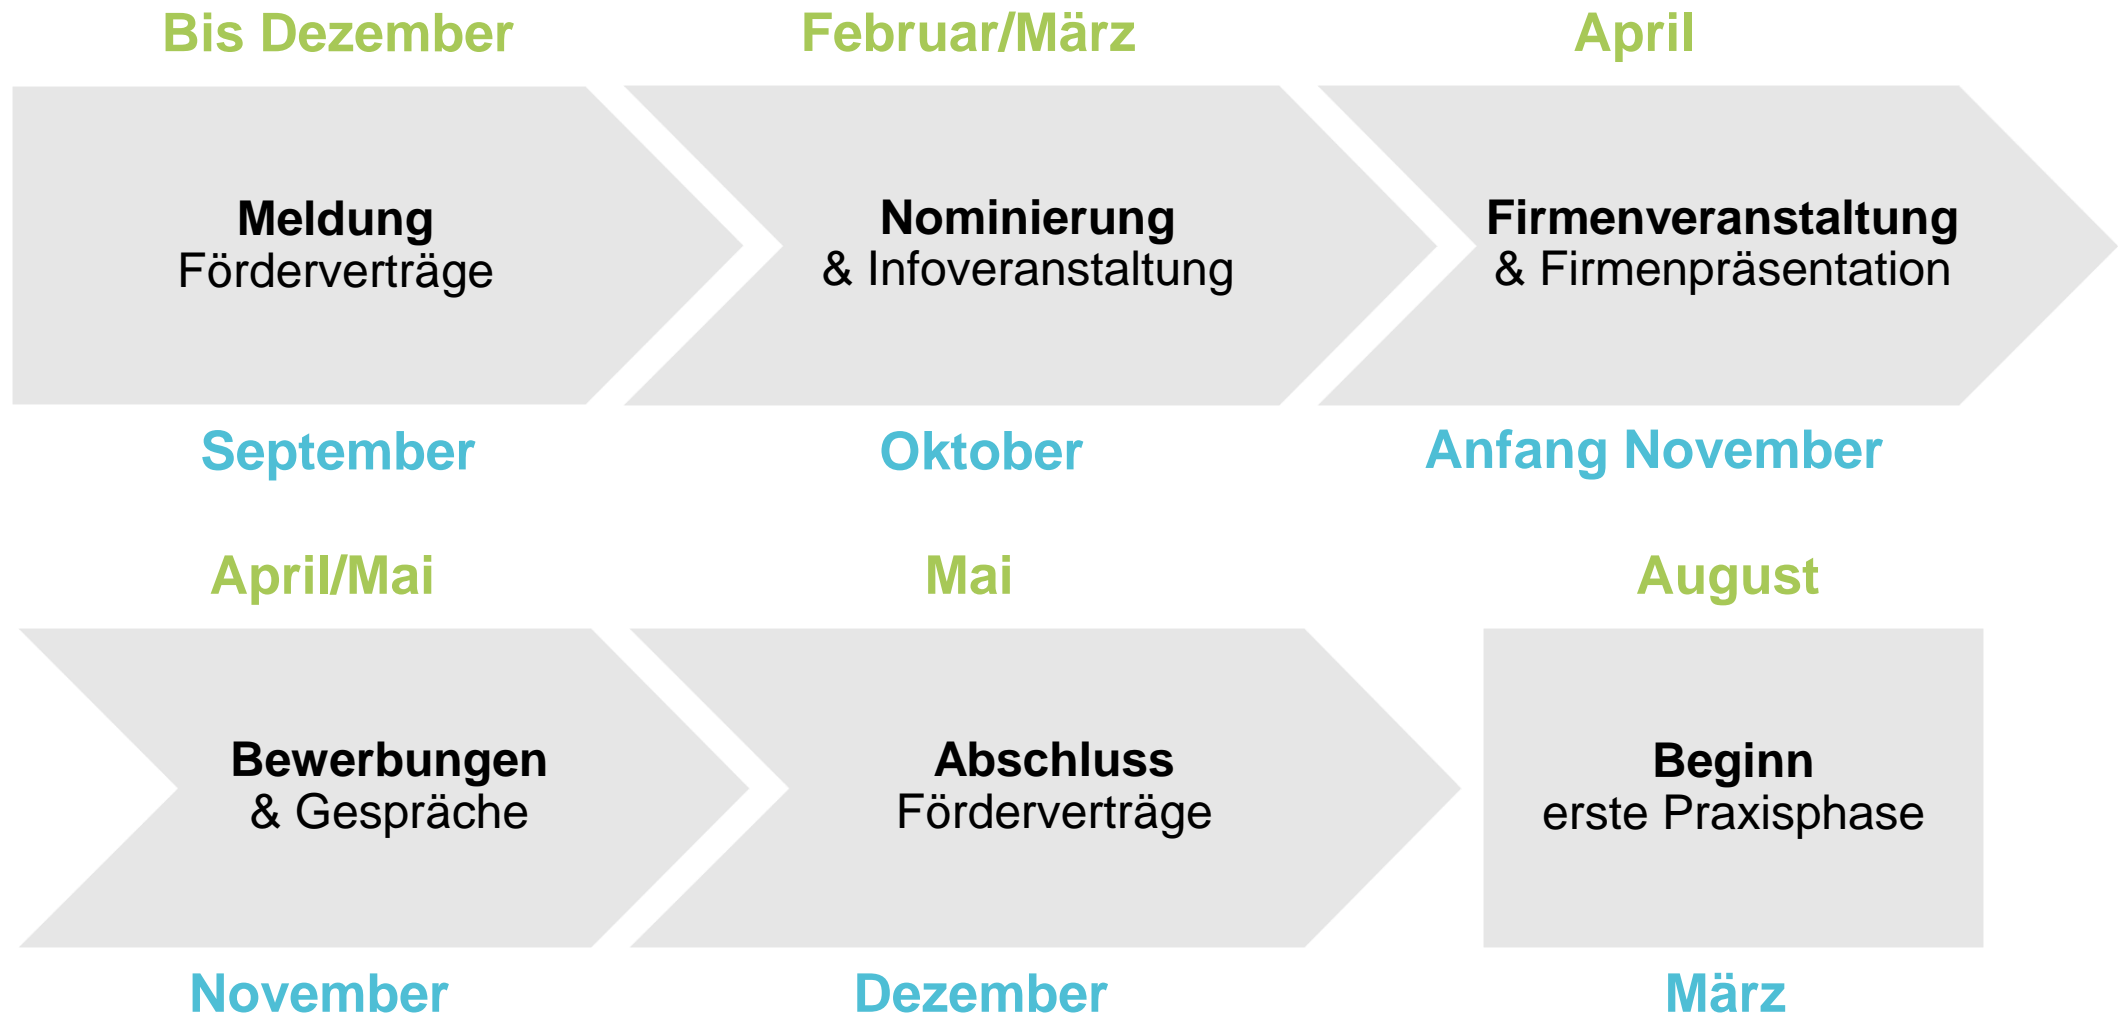 Bis Dezember
Februar/März
April
Meldung
Förderverträge
Nominierung
& Infoveranstaltung
Firmenveranstaltung
& Firmenpräsentation
September
Oktober
Anfang November
April/Mai
Mai
August
Bewerbungen
& Gespräche
Abschluss
Förderverträge
Beginn
erste Praxisphase
November
Dezember
März